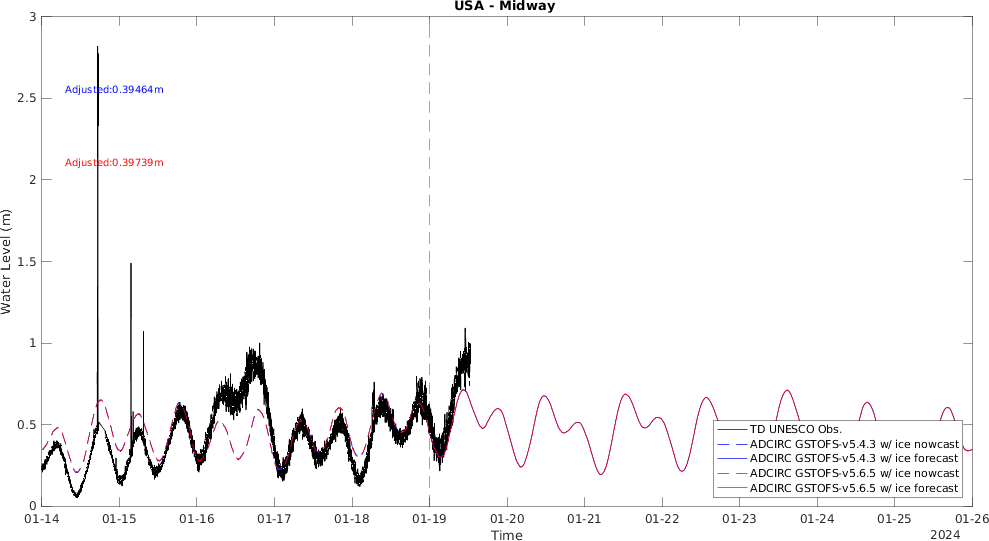 USA - Midway
3
2.5
2
1.5
1
0.5
0
Water Level (m)
Adjusted:0.39464m
Adjusted:0.39739m
TD UNESCO Obs.
ADCIRC GSTOFS-v5.4.3 w/ ice nowcast
ADCIRC GSTOFS-v5.4.3 w/ ice forecast
ADCIRC GSTOFS-v5.6.5 w/ ice nowcast
ADCIRC GSTOFS-v5.6.5 w/ ice forecast
01-14 01-15 01-16 01-17 01-18 01-19 01-20 01-21 01-22 01-23 01-24 01-25 01-26
Time
2024